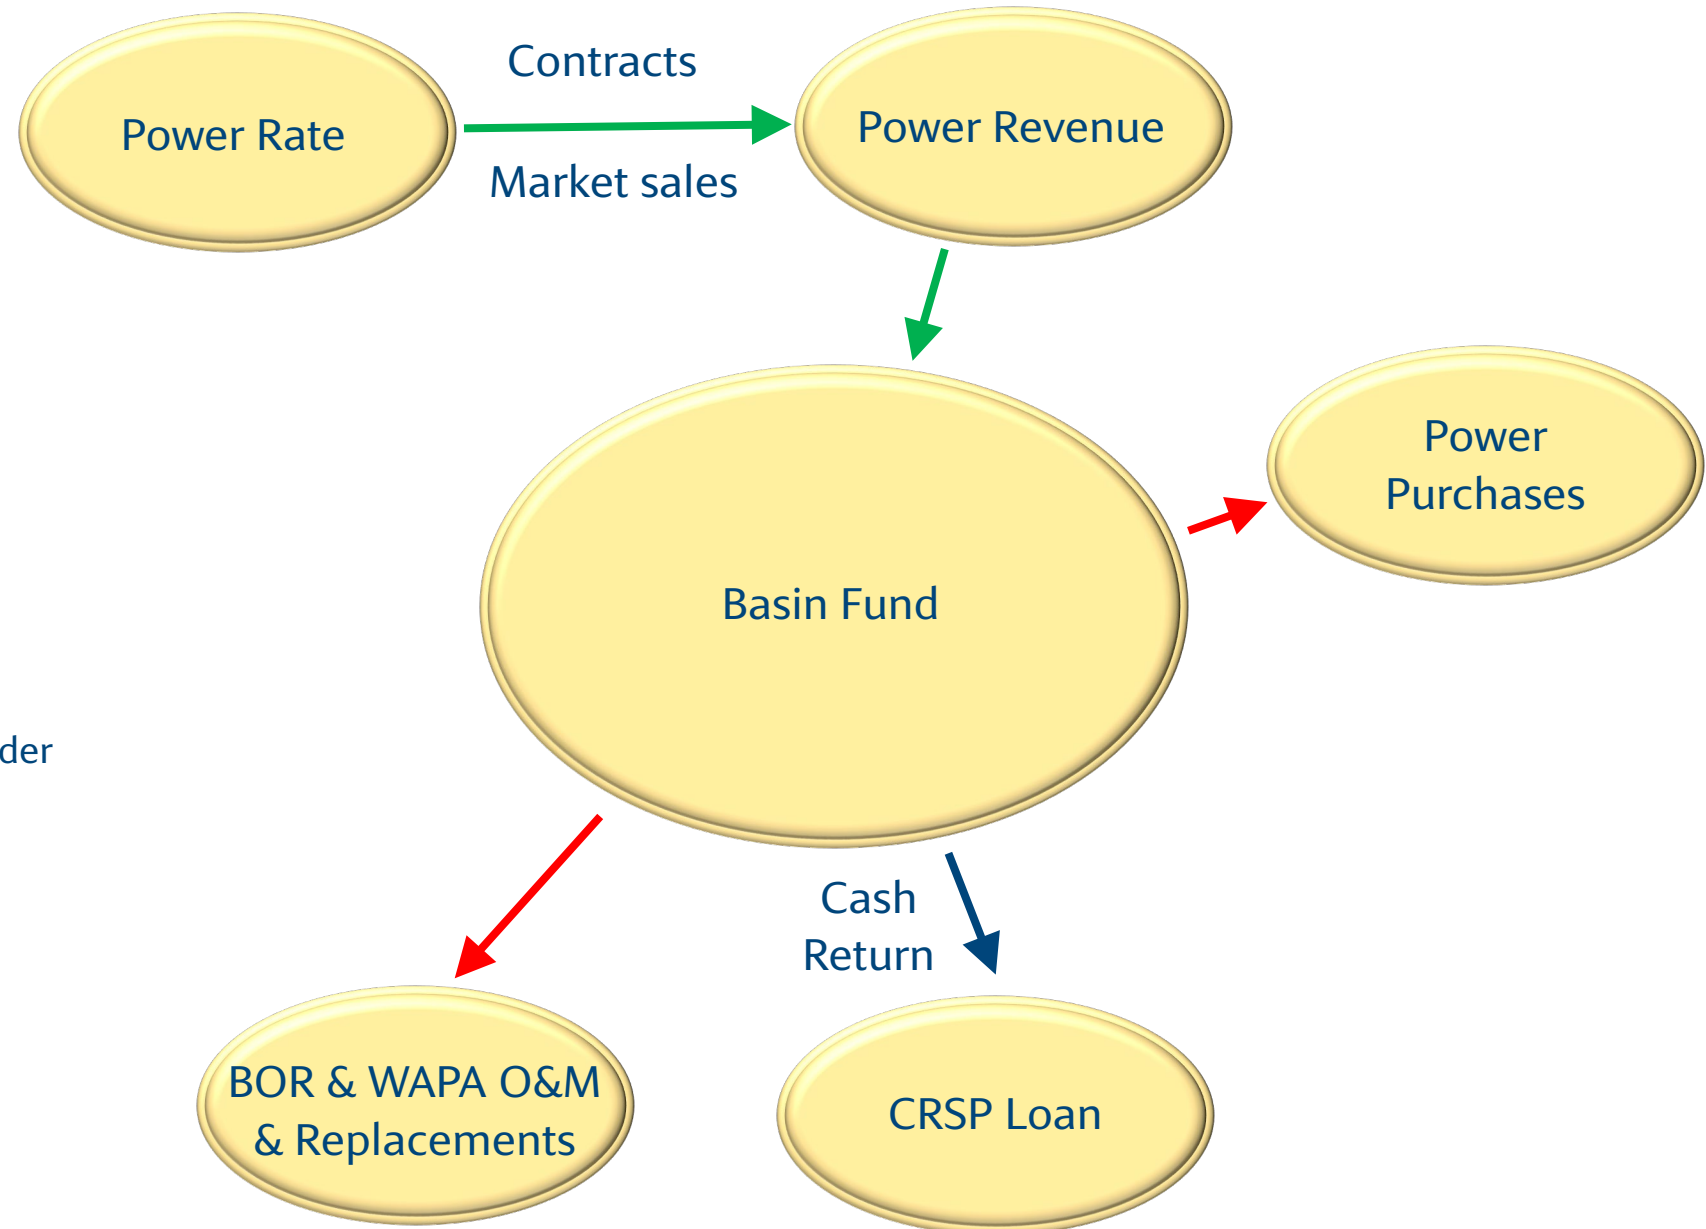 Contracts
Power Rate
Power Revenue
Market sales
Power
Purchases
Basin Fund
der
Cash
Return
BOR & WAPA O&M
& Replacements
CRSP Loan